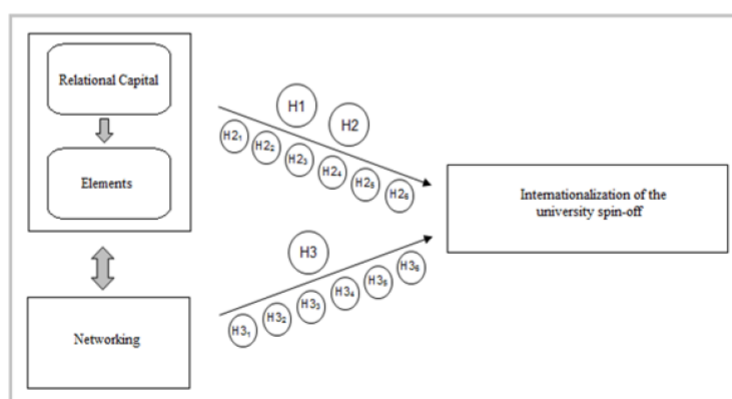 Relational Capital
Elements
Networking
H1
H2
H2₁
H2₂
H2₃
H2₄
H2₅
H2₆
H3
H3₁
H3₂
H3₃
H3₄
H3₅
H3₆
Internationalization of the
university spin-off